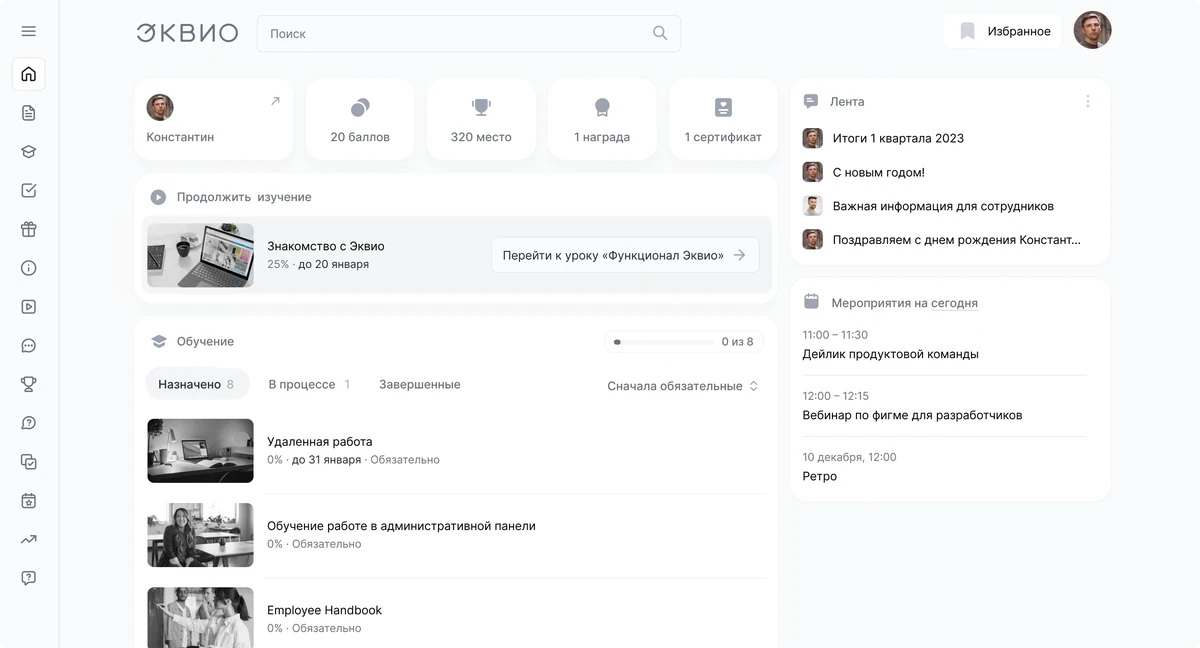 ЭКВИО
Поиск
Избранное
Константин
20 баллов
320 место
1 награда
1 сертификат
Продолжить изучение
Знакомство с Эквио
25% · до 20 января
Перейти к уроку «Функционал Эквио»
Обучение
0 из 8
Назначено 8
В процессе 1
Завершенные
Сначала обязательные
Удаленная работа
0% · до 31 января · Обязательно
Обучение работе в административной панели
0% · Обязательно
Employee Handbook
0% · Обязательно
Лента
Итоги 1 квартала 2023
С новым годом!
Важная информация для сотрудников
Поздравляем с днем рождения Констант...
Мероприятия на сегодня
11:00 – 11:30
Дейлик продуктовой команды
12:00 – 12:15
Вебинар по фигме для разработчиков
10 декабря, 12:00
Ретро